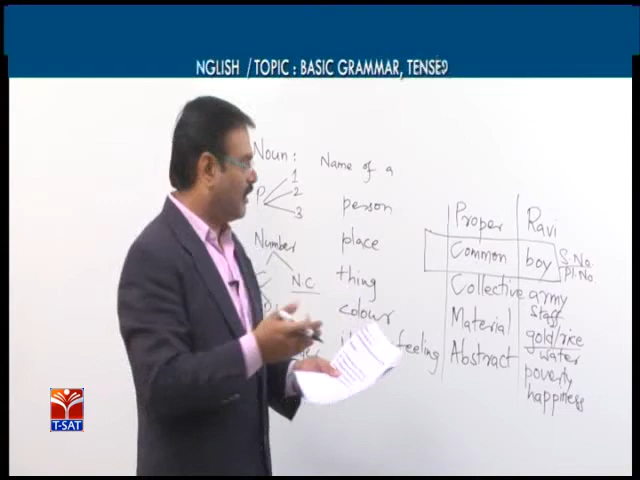 NGLISH / TOPIC : BASIC GRAMMAR, TENSES
Noun : Name of a
P 1
2
3
person
Number
place
N.C
thing
colour
feeling
Proper Ravi
Common boy S.No.
Pl.No
Collective army
staff
Material gold/rice
water
Abstract poverty
happiness
T-SAT